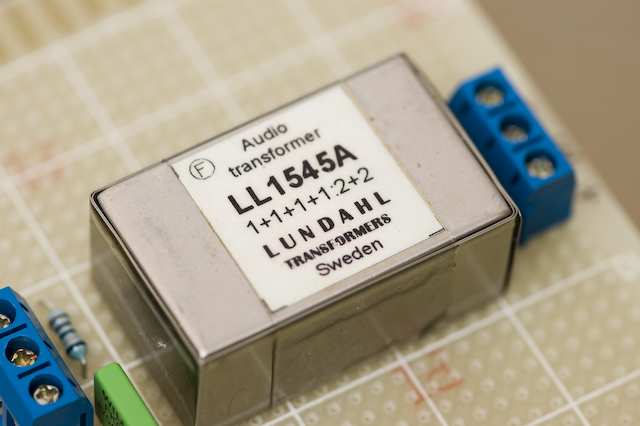 Audio
transformer
F
LL1545A
1+1+1+1:2+2
LUNDAHL
TRANSFORMERS
Sweden